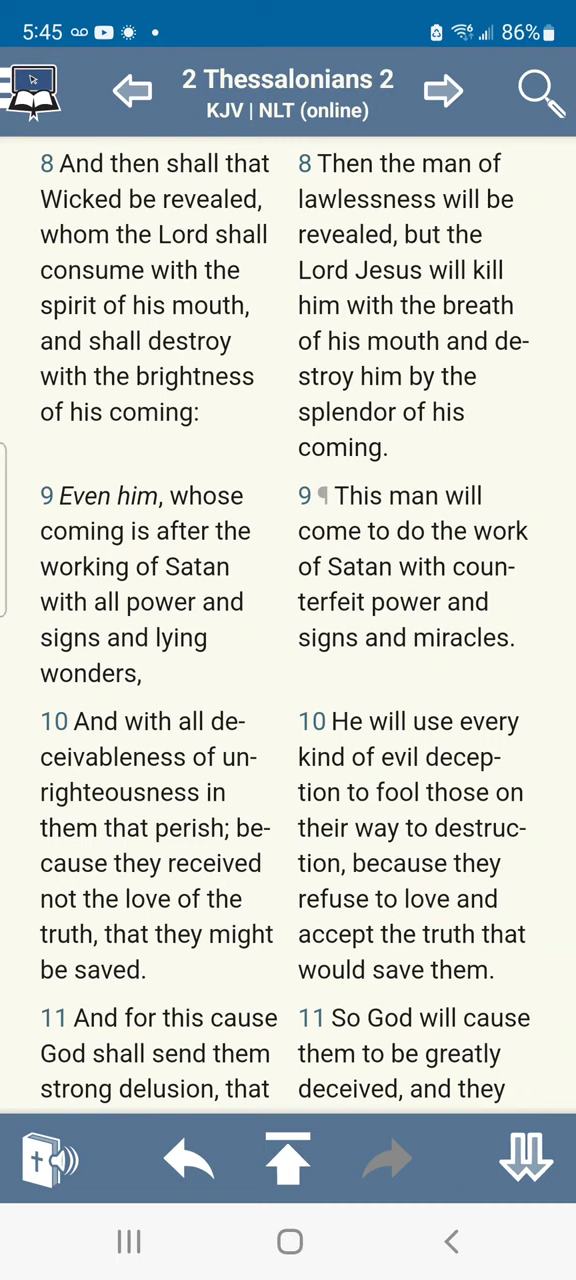 5:45
86%
2 Thessalonians 2
KJV | NLT (online)
8 And then shall that
Wicked be revealed,
whom the Lord shall
consume with the
spirit of his mouth,
and shall destroy
with the brightness
of his coming:
8 Then the man of
lawlessness will be
revealed, but the
Lord Jesus will kill
him with the breath
of his mouth and de-
stroy him by the
splendor of his
coming.
9 Even him, whose
coming is after the
working of Satan
with all power and
signs and lying
wonders,
9 ¶ This man will
come to do the work
of Satan with coun-
terfeit power and
signs and miracles.
10 And with all de-
ceivableness of un-
righteousness in
them that perish; be-
cause they received
not the love of the
truth, that they might
be saved.
10 He will use every
kind of evil decep-
tion to fool those on
their way to destruc-
tion, because they
refuse to love and
accept the truth that
would save them.
11 And for this cause
God shall send them
strong delusion, that
11 So God will cause
them to be greatly
deceived, and they